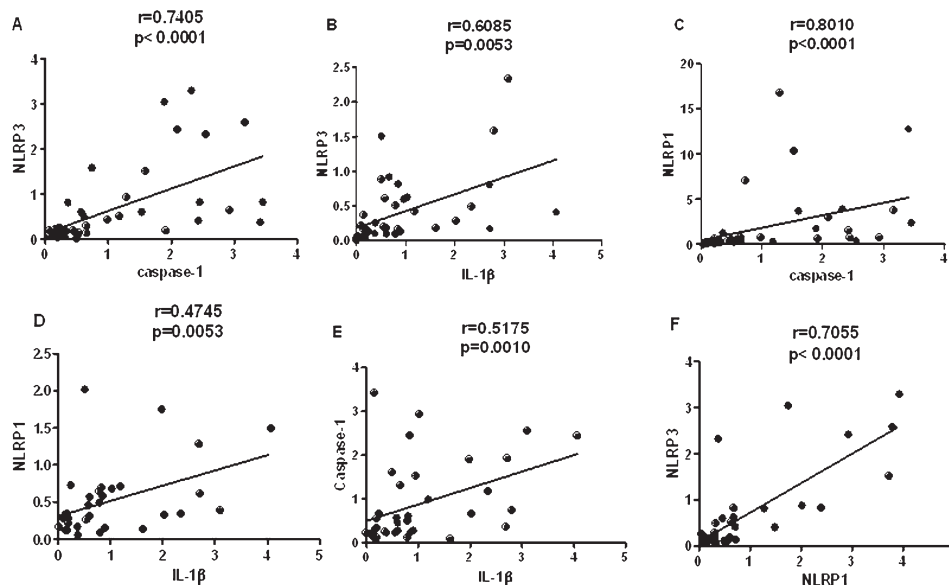 A
r=0.7405
p< 0.0001
NLRP3
4
3
2
1
0
0 1 2 3 4
caspase-1
B
r=0.6085
p=0.0053
NLRP3
2.5
2.0
1.5
1.0
0.5
0.0
0 1 2 3 4 5
IL-1β
C
r=0.8010
p<0.0001
NLRP1
20
15
10
5
0
0 1 2 3 4
caspase-1
D
r=0.4745
p=0.0053
NLRP1
2.5
2.0
1.5
1.0
0.5
0.0
0 1 2 3 4 5
IL-1β
E
r=0.5175
p=0.0010
Caspase-1
4
3
2
1
0
0 1 2 3 4 5
IL-1β
F
r=0.7055
p< 0.0001
NLRP3
4
3
2
1
0
0 1 2 3 4
NLRP1